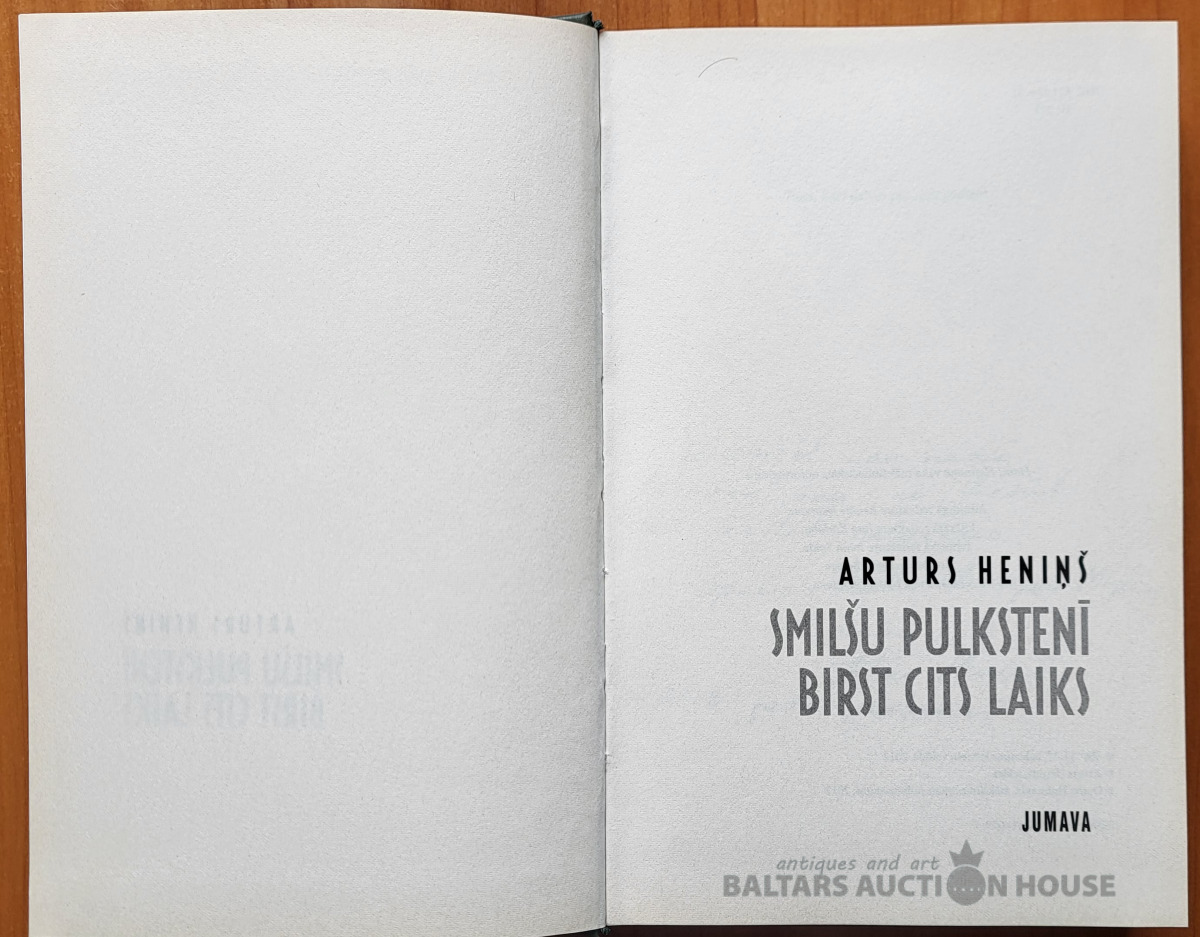 ARTURS HENIŅŠ
SMILŠU PULKSTENĪ
BIRST CITS LAIKS
JUMAVA
antiques and art
BALTARS AUCTION HOUSE